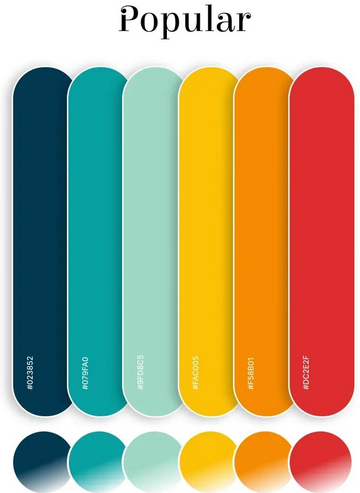 Popular
#023852
#079FA0
#9FD8C5
#FAC005
#F58B01
#DC2E2F